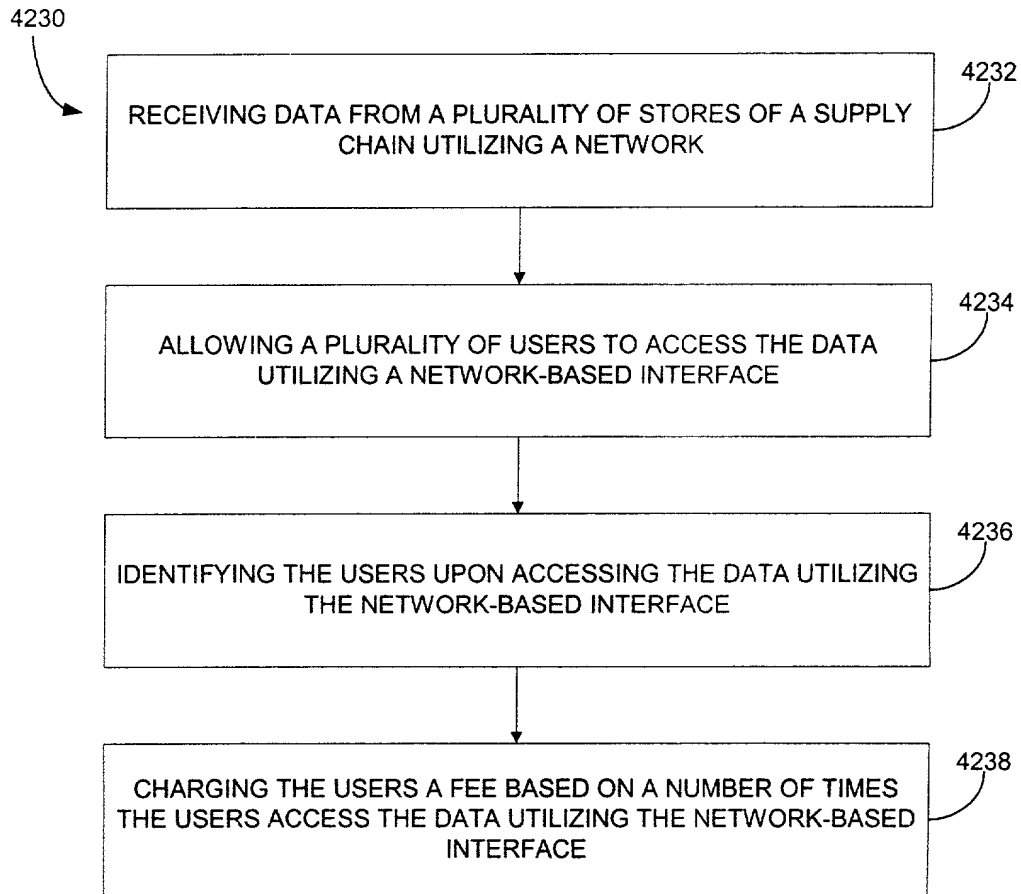 4230
4232
RECEIVING DATA FROM A PLURALITY OF STORES OF A SUPPLY
CHAIN UTILIZING A NETWORK
4234
ALLOWING A PLURALITY OF USERS TO ACCESS THE DATA
UTILIZING A NETWORK-BASED INTERFACE
4236
IDENTIFYING THE USERS UPON ACCESSING THE DATA UTILIZING
THE NETWORK-BASED INTERFACE
4238
CHARGING THE USERS A FEE BASED ON A NUMBER OF TIMES
THE USERS ACCESS THE DATA UTILIZING THE NETWORK-BASED
INTERFACE